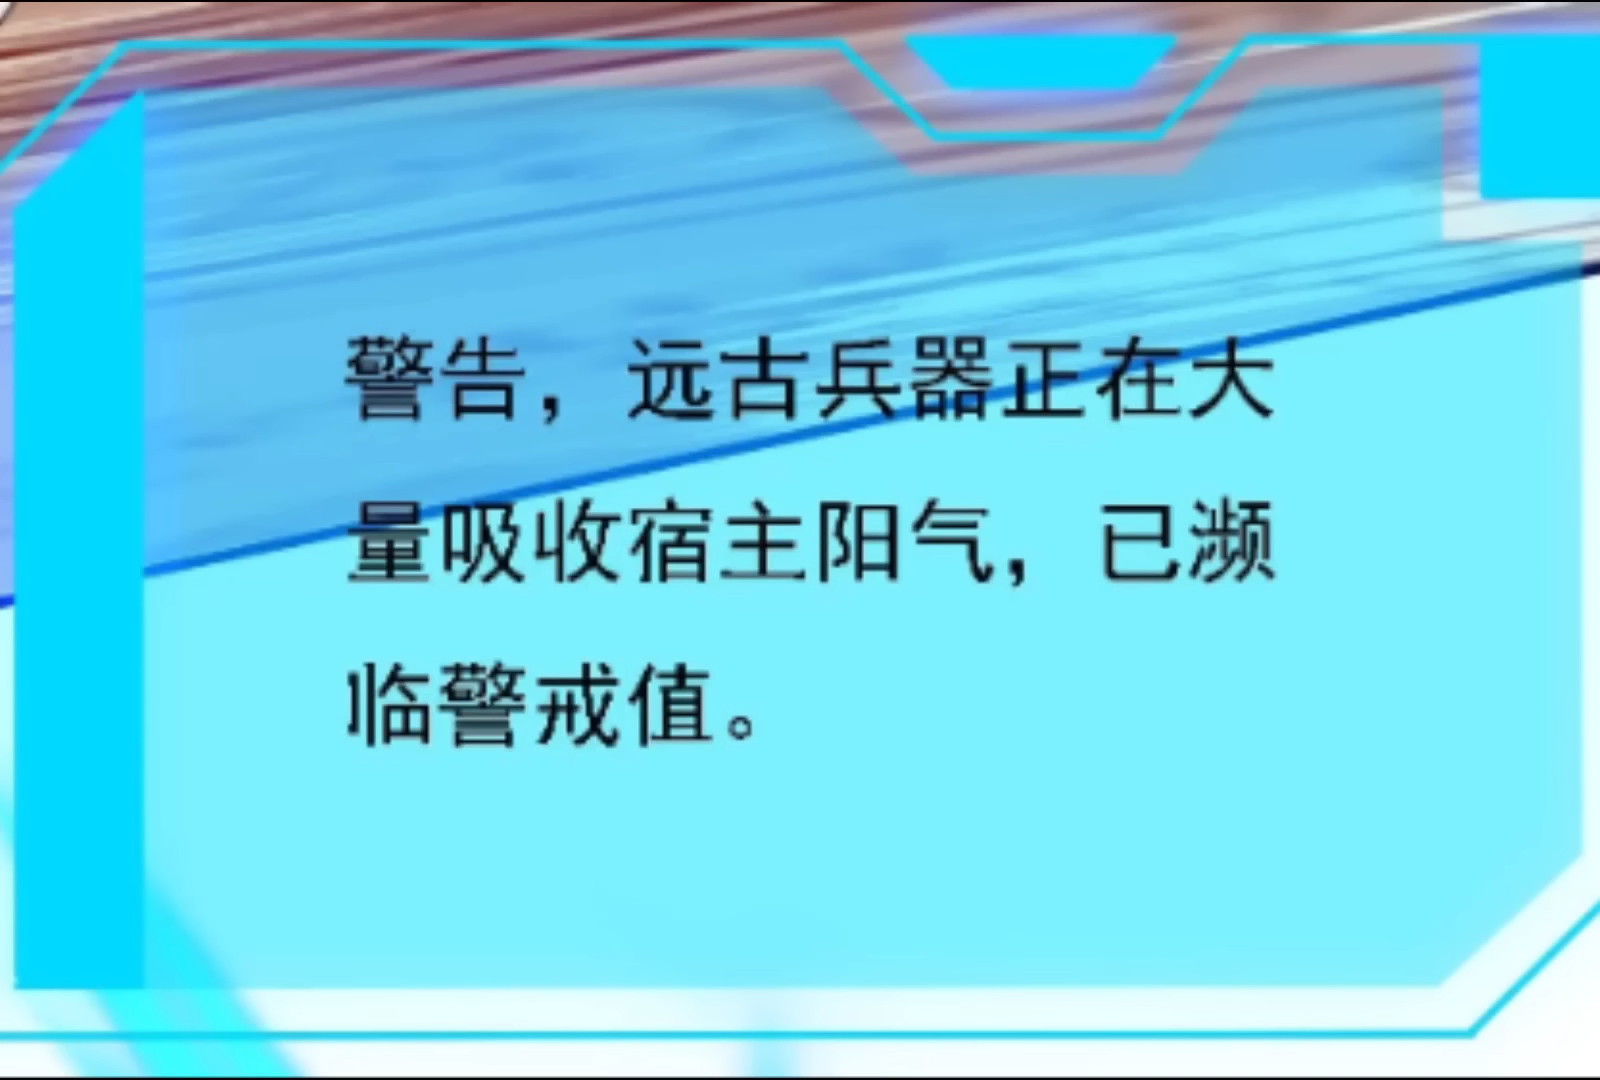 警告，远古兵器正在大
量吸收宿主阳气，已濒
临警戒值。